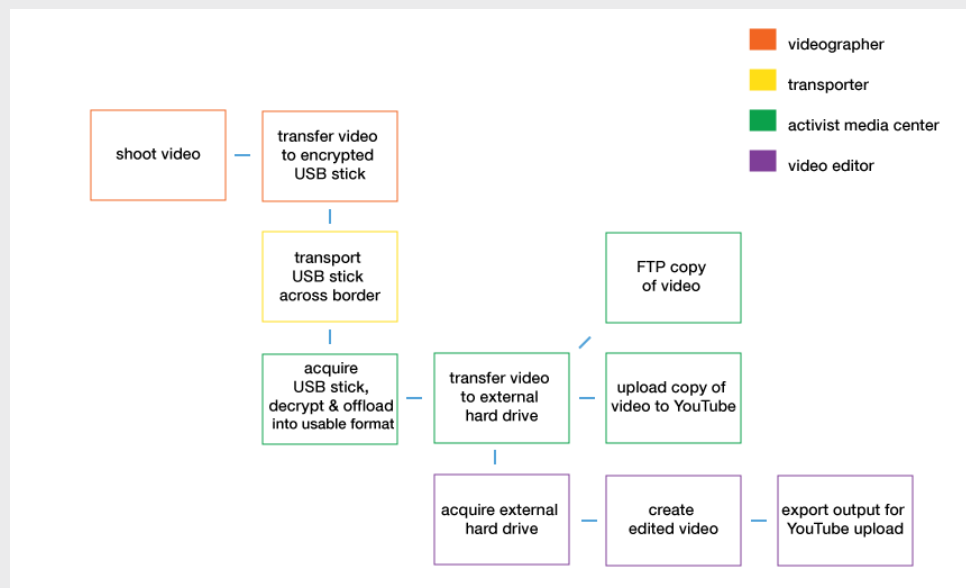 videographer
transporter
activist media center
video editor
shoot video
transfer video
to encrypted
USB stick
transport
USB stick
across border
FTP copy
of video
acquire
USB stick,
decrypt & offload
into usable format
transfer video
to external
hard drive
upload copy of
video to YouTube
acquire external
hard drive
create
edited video
export output for
YouTube upload